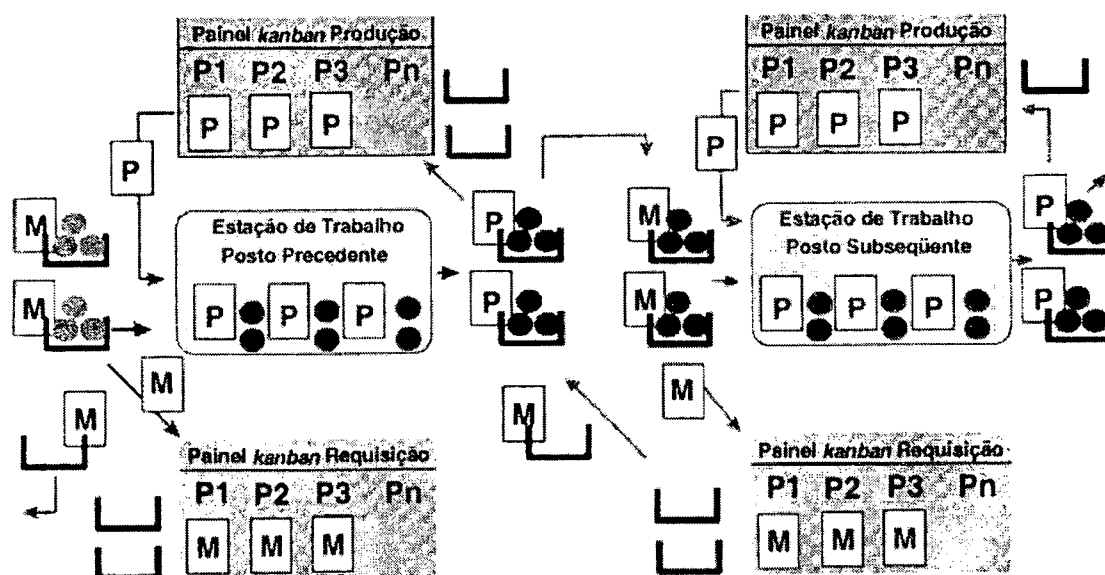 Painel kanban Produção
P1 P2 P3 Pn
P P P
P
M
M
Estação de Trabalho
Posto Precedente
P P P
P
P
M
M
Painel kanban Requisição
P1 P2 P3 Pn
M M M
Painel kanban Produção
P1 P2 P3 Pn
P P P
P
M
M
Estação de Trabalho
Posto Subseqüente
P P P
P
P
M
M
Painel kanban Requisição
P1 P2 P3 Pn
M M M